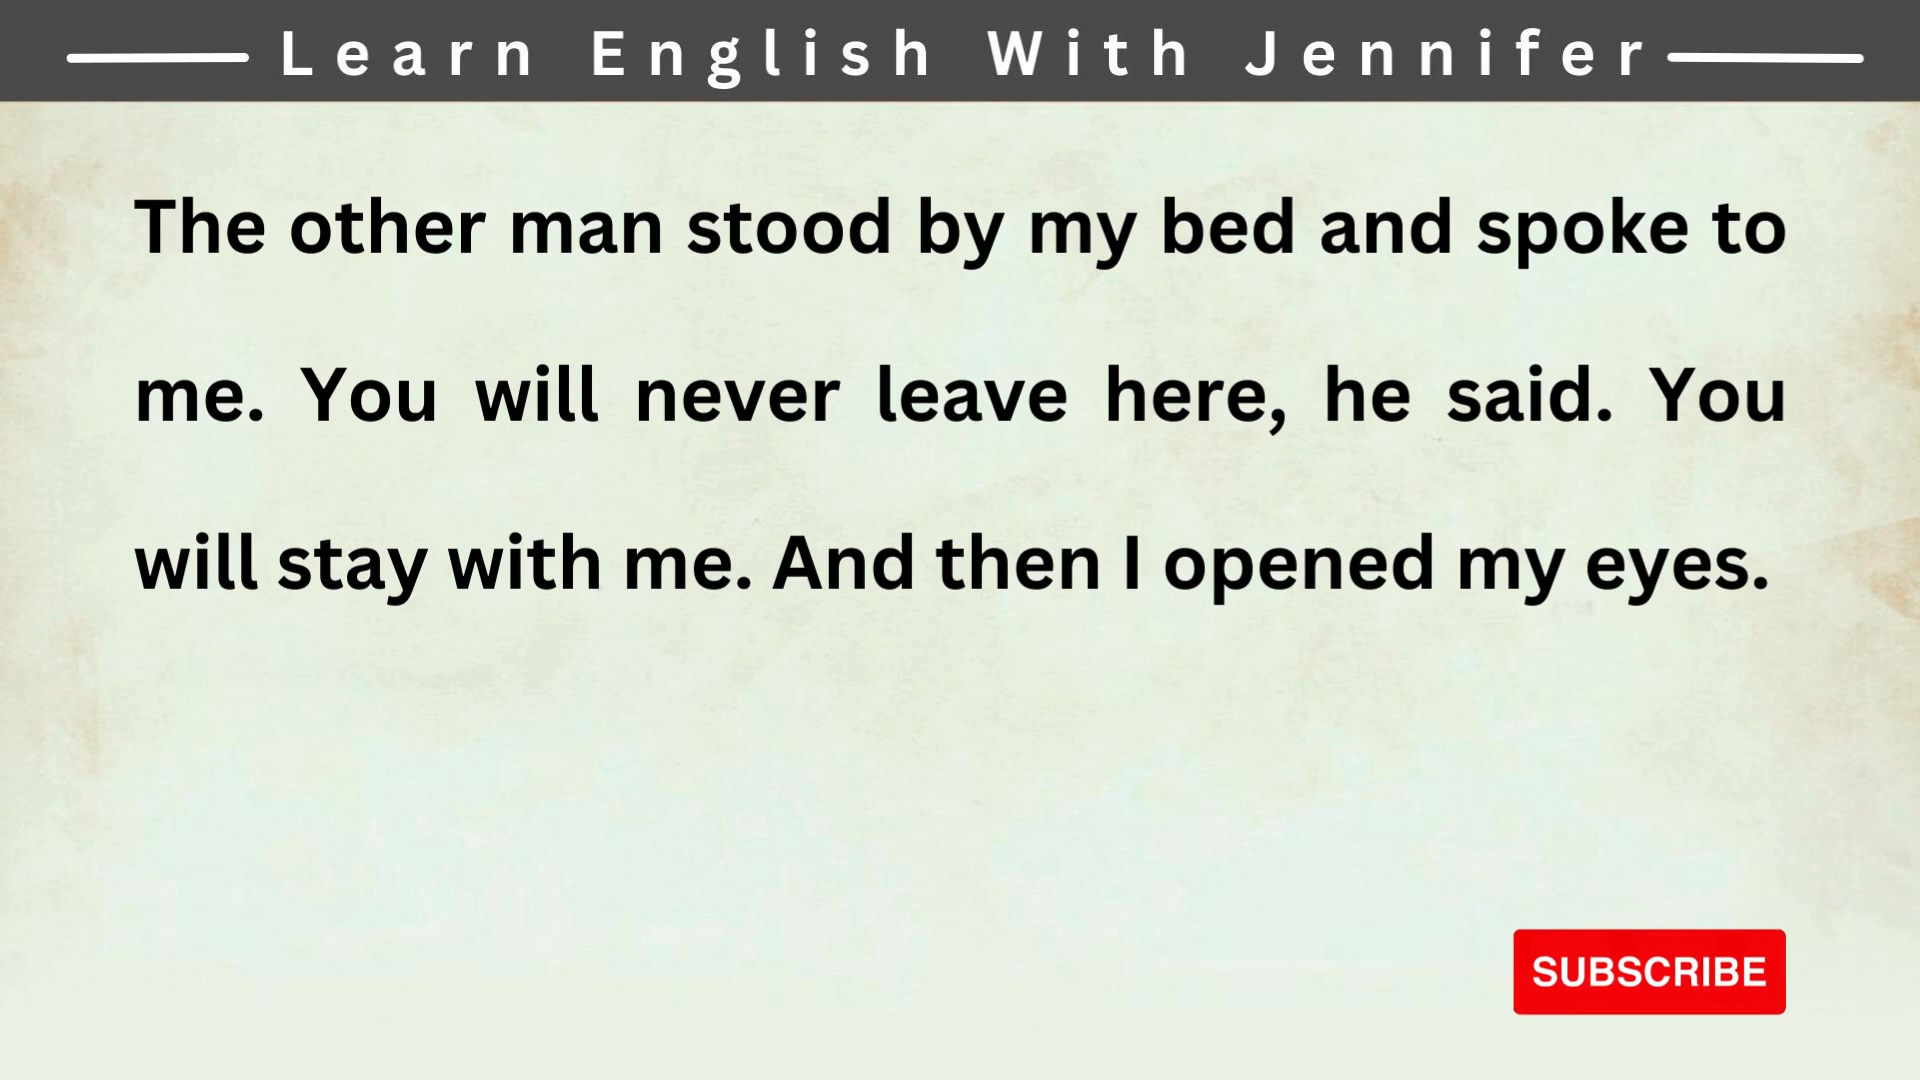 Learn English With Jennifer
The other man stood by my bed and spoke to
me. You will never leave here, he said. You
will stay with me. And then I opened my eyes.
SUBSCRIBE